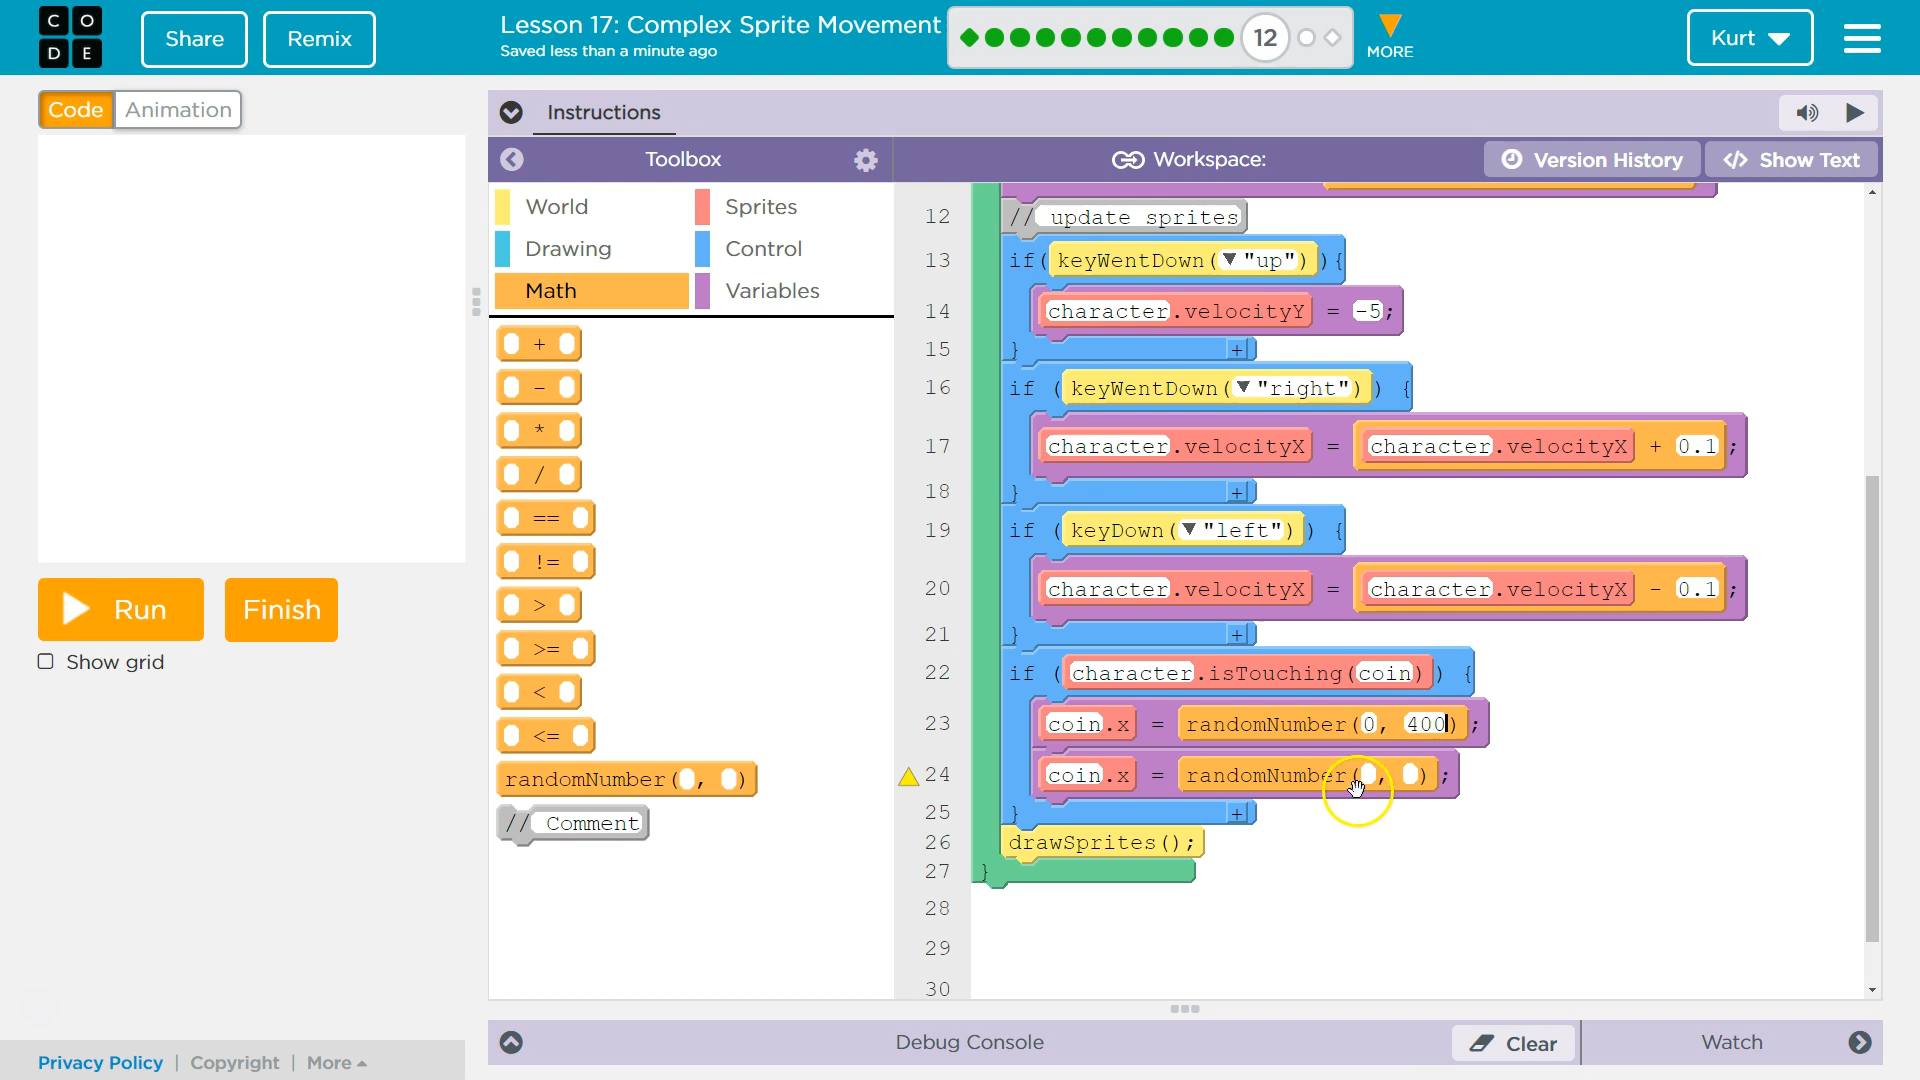 CODE
Share
Remix
Lesson 17: Complex Sprite Movement
Saved less than a minute ago
12
MORE
Kurt
Code
Animation
Instructions
Toolbox
Workspace:
Version History
</> Show Text
World
Sprites
Drawing
Control
Math
Variables
+
-
*
/
==
!=
>
>=
<
<=
randomNumber( , )
// Comment
12 // update sprites
13 if( keyWentDown( ▼ "up") ){
14 character.velocityY = -5;
15 } +
16 if ( keyWentDown( ▼ "right") ) {
17 character.velocityX = character.velocityX + 0.1;
18 } +
19 if ( keyDown( ▼ "left") ) {
20 character.velocityX = character.velocityX - 0.1;
21 } +
22 if ( character.isTouching(coin) ) {
23 coin.x = randomNumber(0, 400);
24 coin.x = randomNumber( , );
25 } +
26 drawSprites();
27 }
28
29
30
Run
Finish
Show grid
Debug Console
Clear
Watch
Privacy Policy | Copyright | More